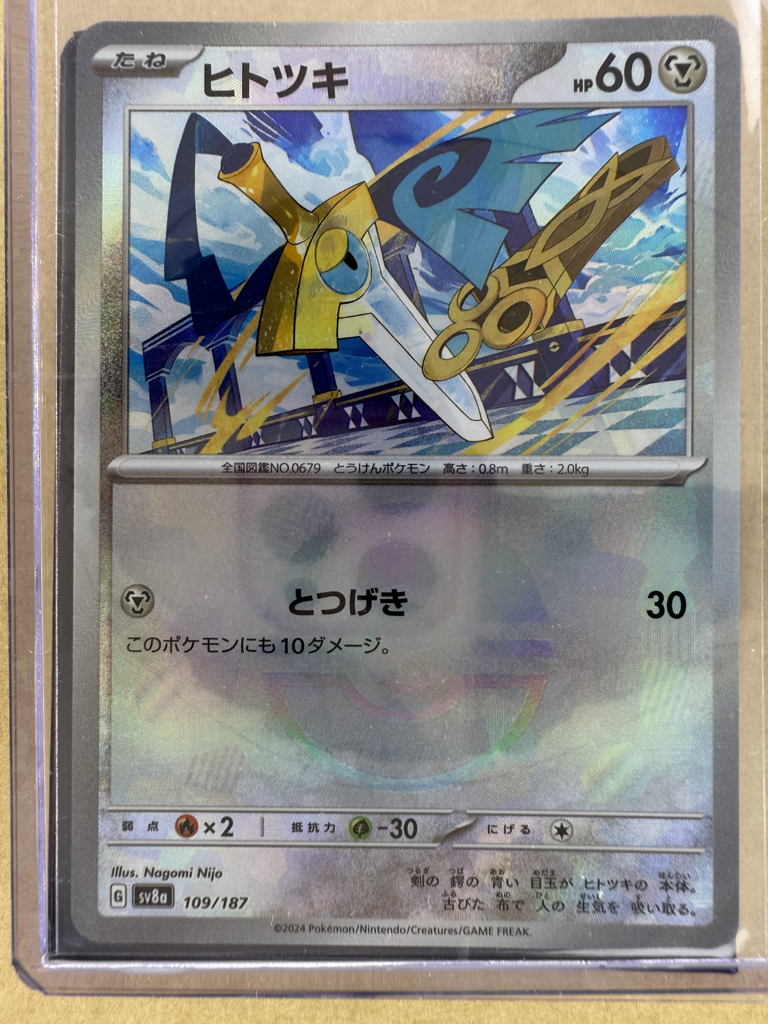 たね
ヒトツキ
HP60
全国図鑑NO.0679 とうけんポケモン 高さ:0.8m 重さ:2.0kg
とつげき 30
このポケモンにも10ダメージ。
弱点 ×2 抵抗力 -30 にげる
Illus. Nagomi Nijo
剣の 鍔の 青い 目玉が ヒトツキの 本体。
古びた 布で 人の 生気を 吸い取る。
G sv8a 109/187
©2024 Pokémon/Nintendo/Creatures/GAME FREAK.